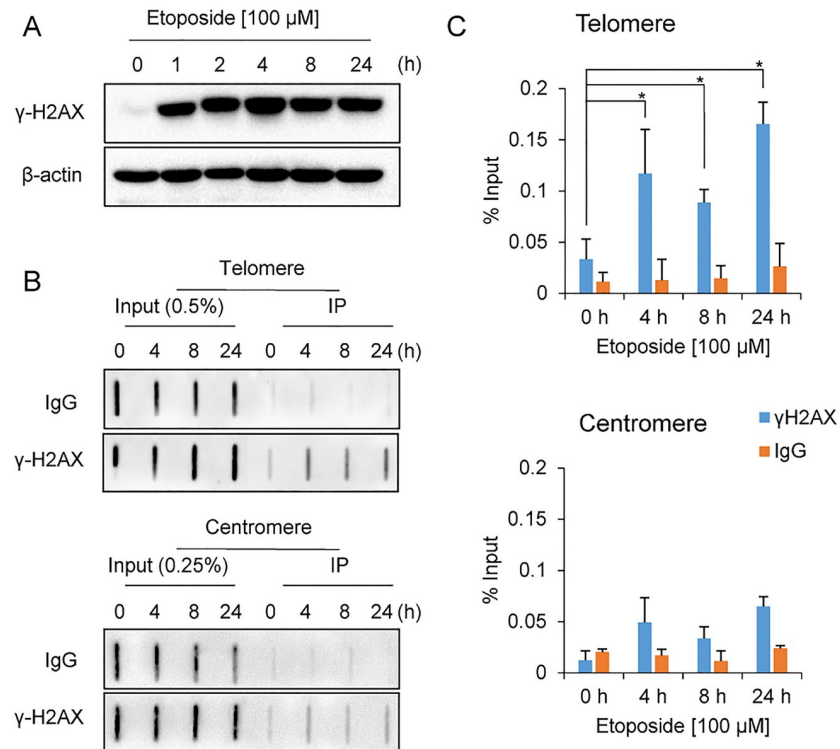 A
Etoposide [100 μM]
0 1 2 4 8 24 (h)
γ-H2AX
β-actin
B
Telomere
Input (0.5%) IP
0 4 8 24 0 4 8 24 (h)
IgG
γ-H2AX
Centromere
Input (0.25%) IP
0 4 8 24 0 4 8 24 (h)
IgG
γ-H2AX
C
Telomere
% Input
0.2
0.15
0.1
0.05
0
* * *
0 h 4 h 8 h 24 h
Etoposide [100 μM]
Centromere
γH2AX
IgG
% Input
0.2
0.15
0.1
0.05
0
0 h 4 h 8 h 24 h
Etoposide [100 μM]